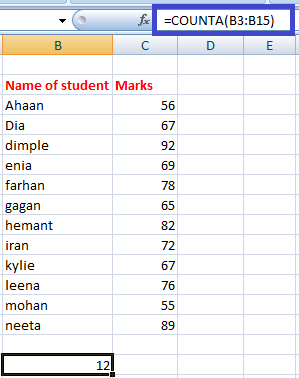 fx =COUNTA(B3:B15)
B C D E
Name of student Marks
Ahaan 56
Dia 67
dimple 92
enia 69
farhan 78
gagan 65
hemant 82
iran 72
kylie 67
leena 76
mohan 55
neeta 89
12